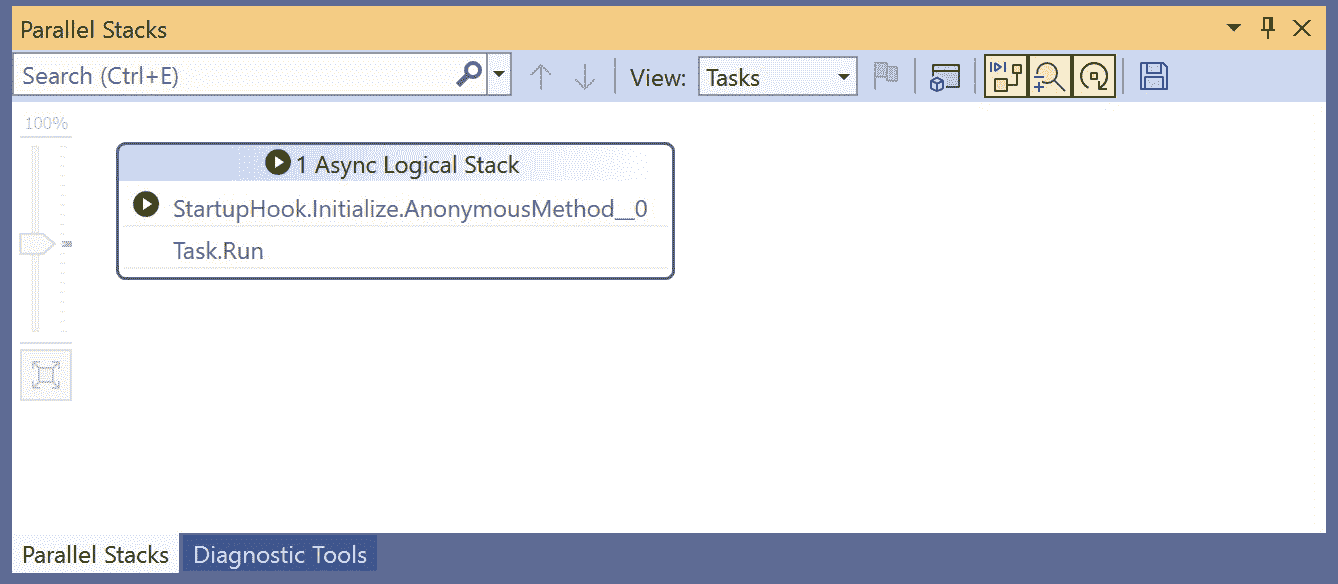 Parallel Stacks
Search (Ctrl+E)
View: Tasks
100%
1 Async Logical Stack
StartupHook.Initialize.AnonymousMethod__0
Task.Run
Parallel Stacks
Diagnostic Tools